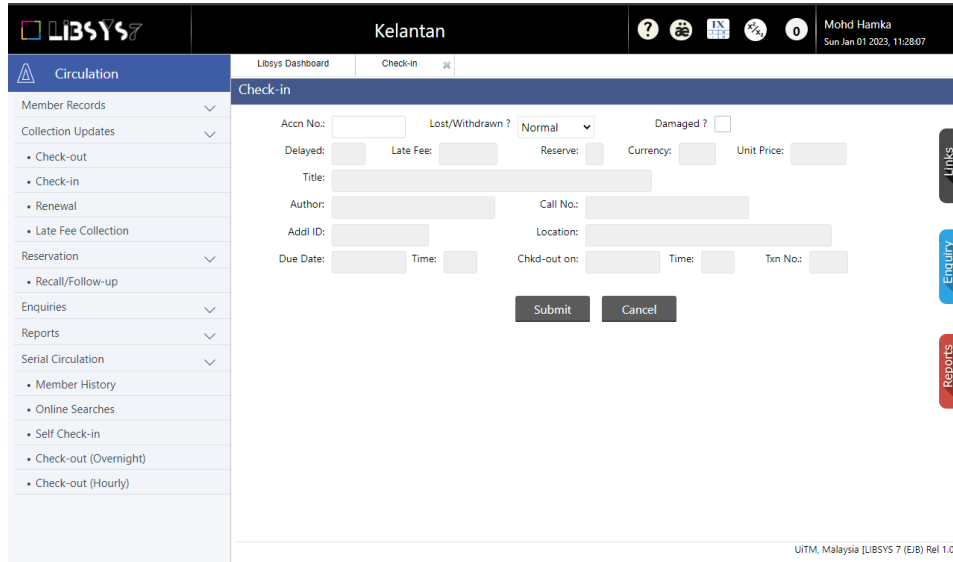 LiBSYS7
Kelantan
? äë IX x²/x₂ 0
Mohd Hamka
Sun Jan 01 2023, 11:28:07
Circulation
Libsys Dashboard
Check-in
Check-in
Member Records
Collection Updates
• Check-out
• Check-in
• Renewal
• Late Fee Collection
Reservation
• Recall/Follow-up
Enquiries
Reports
Serial Circulation
• Member History
• Online Searches
• Self Check-in
• Check-out (Overnight)
• Check-out (Hourly)
Accn No.: Lost/Withdrawn ? Normal Damaged ?
Delayed: Late Fee: Reserve: Currency: Unit Price:
Title:
Author: Call No.:
Addl ID: Location:
Due Date: Time: Chkd-out on: Time: Txn No.:
Submit Cancel
Links
Enquiry
Reports
UiTM, Malaysia [LIBSYS 7 (EJB) Rel 1.0